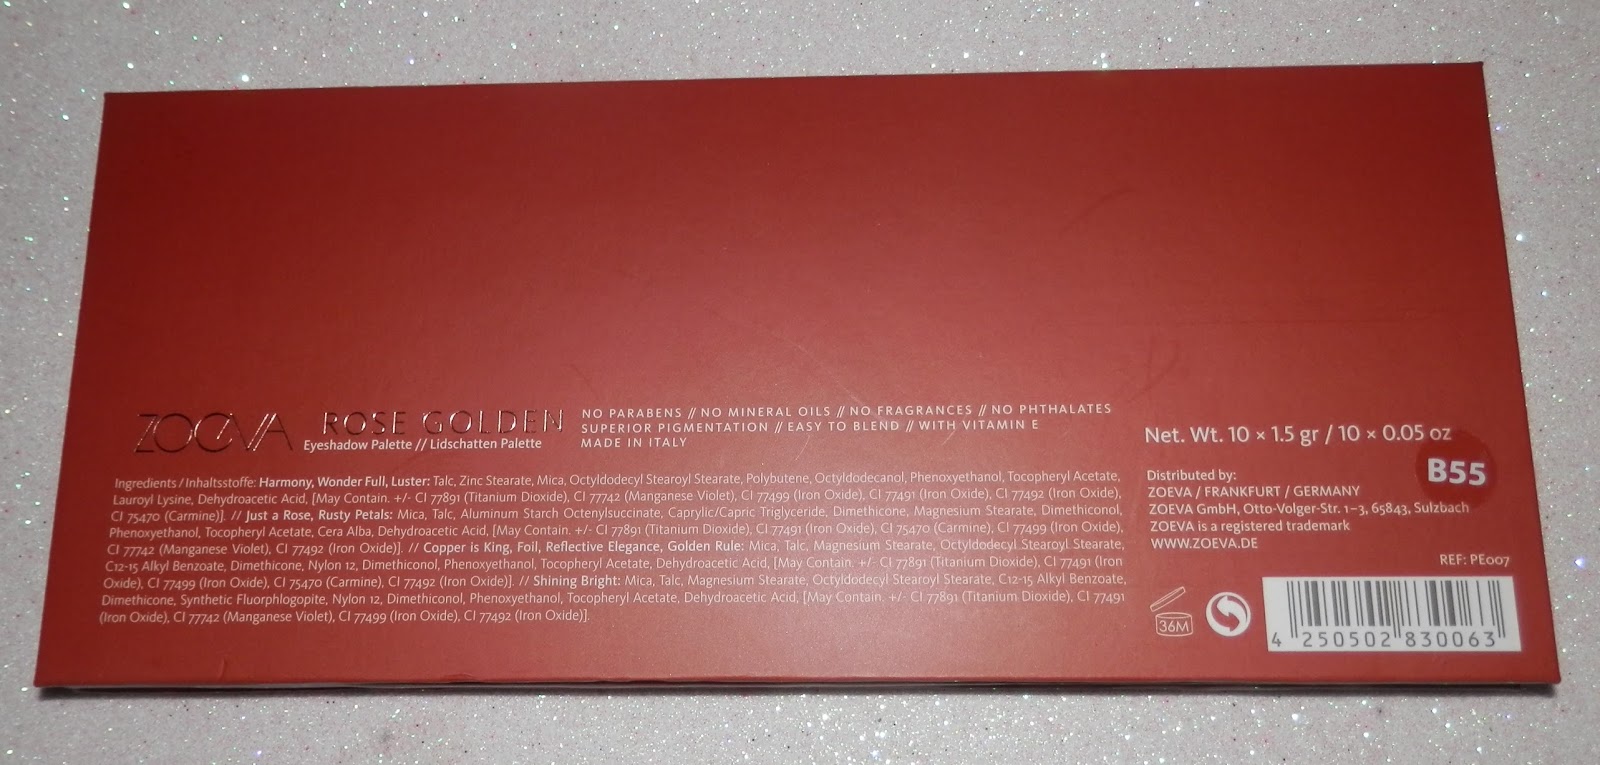 ZOEVA ROSE GOLDEN
Eyeshadow Palette // Lidschatten Palette
NO PARABENS // NO MINERAL OILS // NO FRAGRANCES // NO PHTHALATES
SUPERIOR PIGMENTATION // EASY TO BLEND // WITH VITAMIN E
MADE IN ITALY
Ingredients / Inhaltsstoffe: Harmony, Wonder Full, Luster: Talc, Zinc Stearate, Mica, Octyldodecyl Stearoyl Stearate, Polybutene, Octyldodecanol, Phenoxyethanol, Tocopheryl Acetate,
Lauroyl Lysine, Dehydroacetic Acid, [May Contain. +/- CI 77891 (Titanium Dioxide), CI 77742 (Manganese Violet), CI 77499 (Iron Oxide), CI 77491 (Iron Oxide), CI 77492 (Iron Oxide),
CI 75470 (Carmine)]. // Just a Rose, Rusty Petals: Mica, Talc, Aluminum Starch Octenylsuccinate, Caprylic/Capric Triglyceride, Dimethicone, Magnesium Stearate, Dimethiconol,
Phenoxyethanol, Tocopheryl Acetate, Cera Alba, Dehydroacetic Acid, [May Contain. +/- CI 77891 (Titanium Dioxide), CI 77491 (Iron Oxide), CI 75470 (Carmine), CI 77499 (Iron Oxide),
CI 77742 (Manganese Violet), CI 77492 (Iron Oxide)]. // Copper is King, Foil, Reflective Elegance, Golden Rule: Mica, Talc, Magnesium Stearate, Octyldodecyl Stearoyl Stearate,
C12-15 Alkyl Benzoate, Dimethicone, Nylon 12, Dimethiconol, Phenoxyethanol, Tocopheryl Acetate, Dehydroacetic Acid, [May Contain. +/- CI 77891 (Titanium Dioxide), CI 77491 (Iron
Oxide), CI 77499 (Iron Oxide), CI 75470 (Carmine), CI 77492 (Iron Oxide)]. // Shining Bright: Mica, Talc, Magnesium Stearate, Octyldodecyl Stearoyl Stearate, C12-15 Alkyl Benzoate,
Dimethicone, Synthetic Fluorphlogopite, Nylon 12, Dimethiconol, Phenoxyethanol, Tocopheryl Acetate, Dehydroacetic Acid, [May Contain. +/- CI 77891 (Titanium Dioxide), CI 77491
(Iron Oxide), CI 77742 (Manganese Violet), CI 77499 (Iron Oxide), CI 77492 (Iron Oxide)].
Net. Wt. 10 × 1.5 gr / 10 × 0.05 oz
B55
Distributed by:
ZOEVA / FRANKFURT / GERMANY
ZOEVA GmbH, Otto-Volger-Str. 1–3, 65843, Sulzbach
ZOEVA is a registered trademark
WWW.ZOEVA.DE
REF: PE007
36M
4 250502 830063